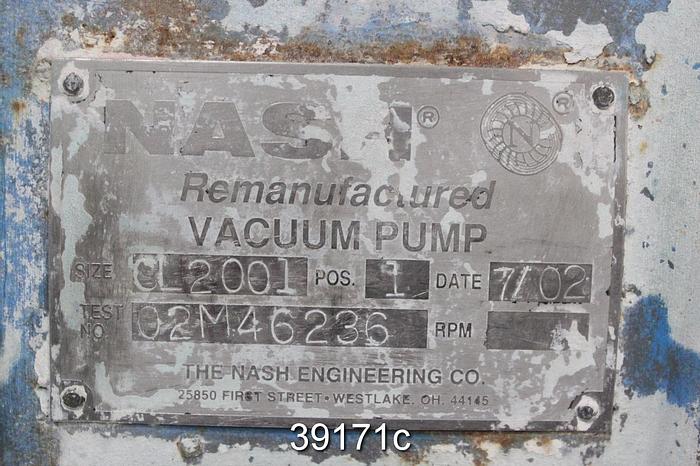 NASH® ®
N
Remanufactured
VACUUM PUMP
SIZE CL2001 POS. 1 DATE 7/02
TEST NO. 02M46236 RPM
THE NASH ENGINEERING CO.
25850 FIRST STREET • WESTLAKE, OH. 44145
39171c